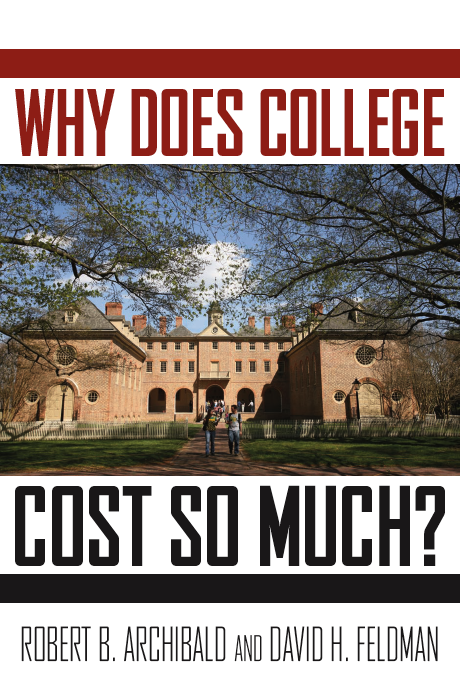 WHY DOES COLLEGE
COST SO MUCH?
ROBERT B. ARCHIBALD AND DAVID H. FELDMAN